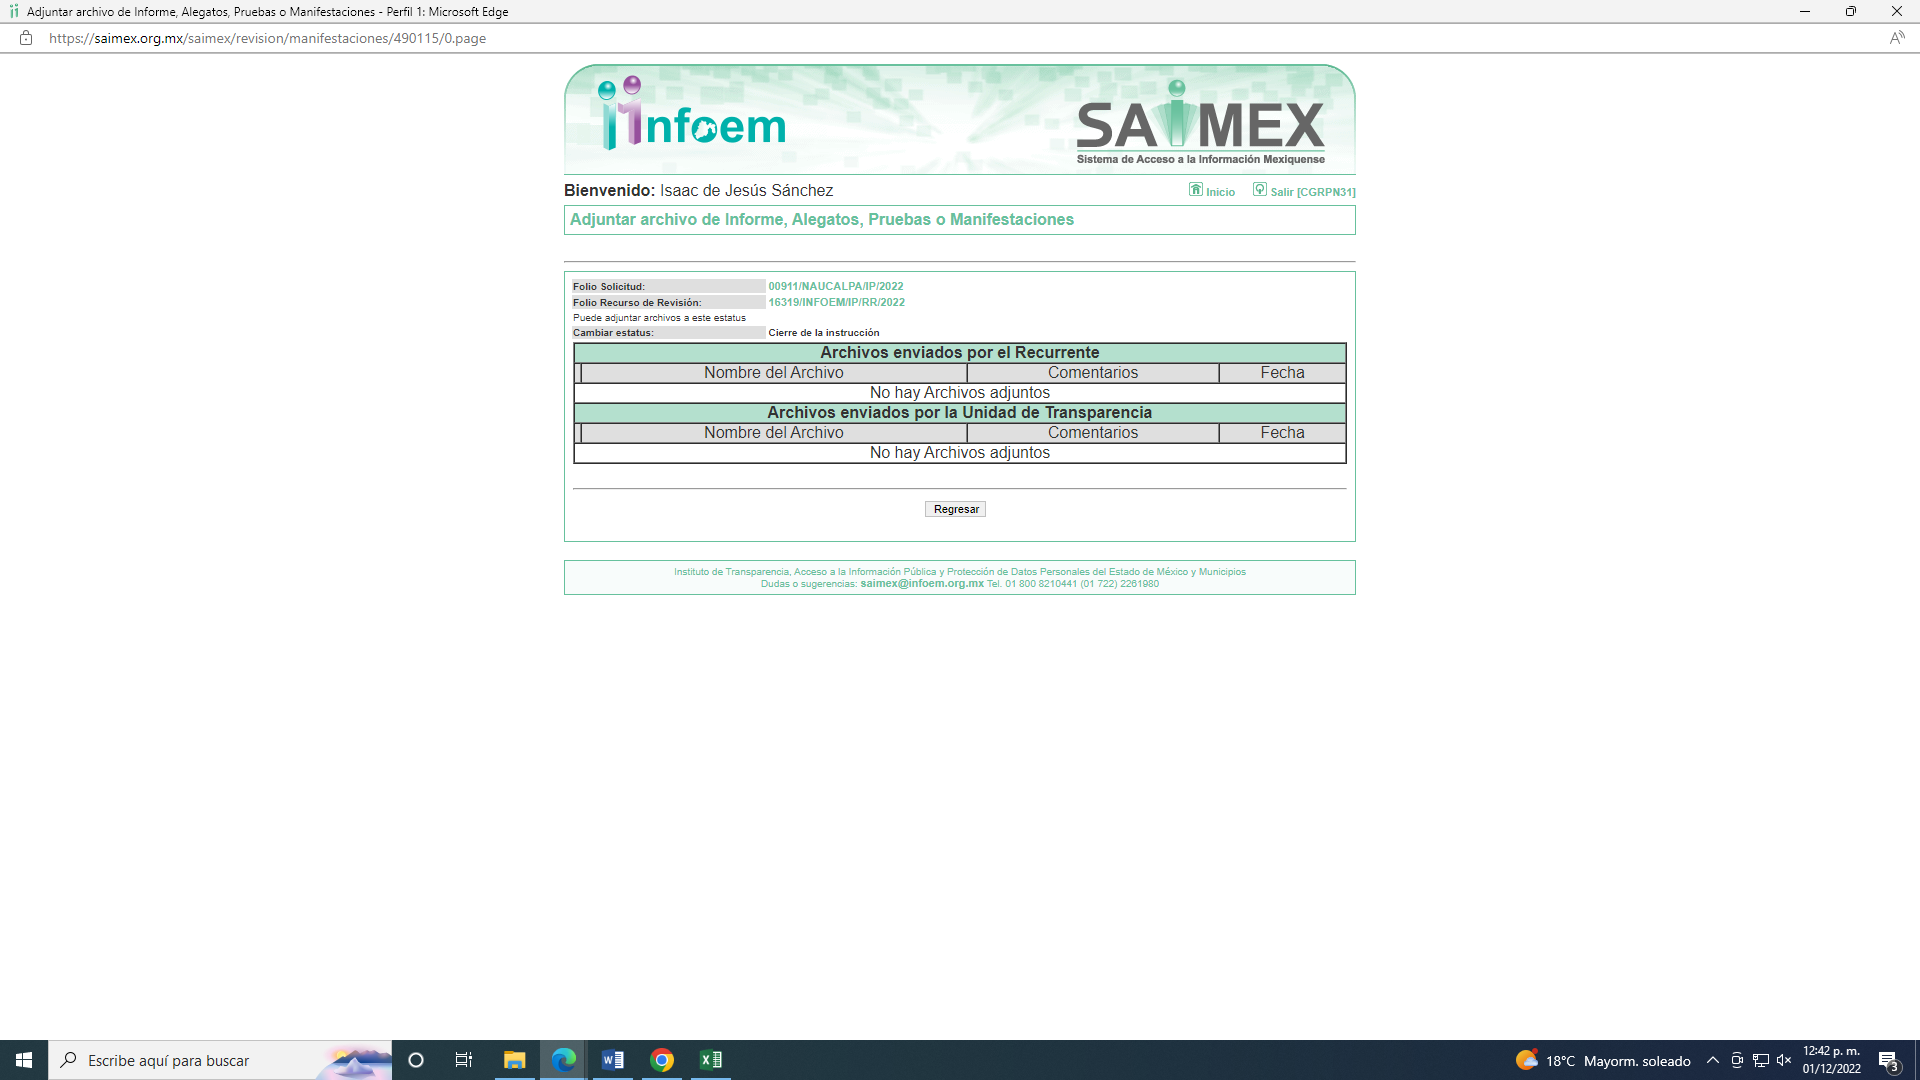 Adjuntar archivo de Informe, Alegatos, Pruebas o Manifestaciones - Perfil 1: Microsoft Edge
https://saimex.org.mx/saimex/revision/manifestaciones/490115/0.page
infoem
SAIMEX
Sistema de Acceso a la Información Mexiquense
Bienvenido: Isaac de Jesús Sánchez
Inicio Salir [CGRPN31]
Adjuntar archivo de Informe, Alegatos, Pruebas o Manifestaciones
Folio Solicitud: 00911/NAUCALPA/IP/2022
Folio Recurso de Revisión: 16319/INFOEM/IP/RR/2022
Puede adjuntar archivos a este estatus
Cambiar estatus: Cierre de la instrucción
Archivos enviados por el Recurrente
Nombre del Archivo Comentarios Fecha
No hay Archivos adjuntos
Archivos enviados por la Unidad de Transparencia
Nombre del Archivo Comentarios Fecha
No hay Archivos adjuntos
Regresar
Instituto de Transparencia, Acceso a la Información Pública y Protección de Datos Personales del Estado de México y Municipios
Dudas o sugerencias: saimex@infoem.org.mx Tel. 01 800 8210441 (01 722) 2261980
Escribe aquí para buscar
18°C Mayorm. soleado
12:42 p. m.
01/12/2022
3